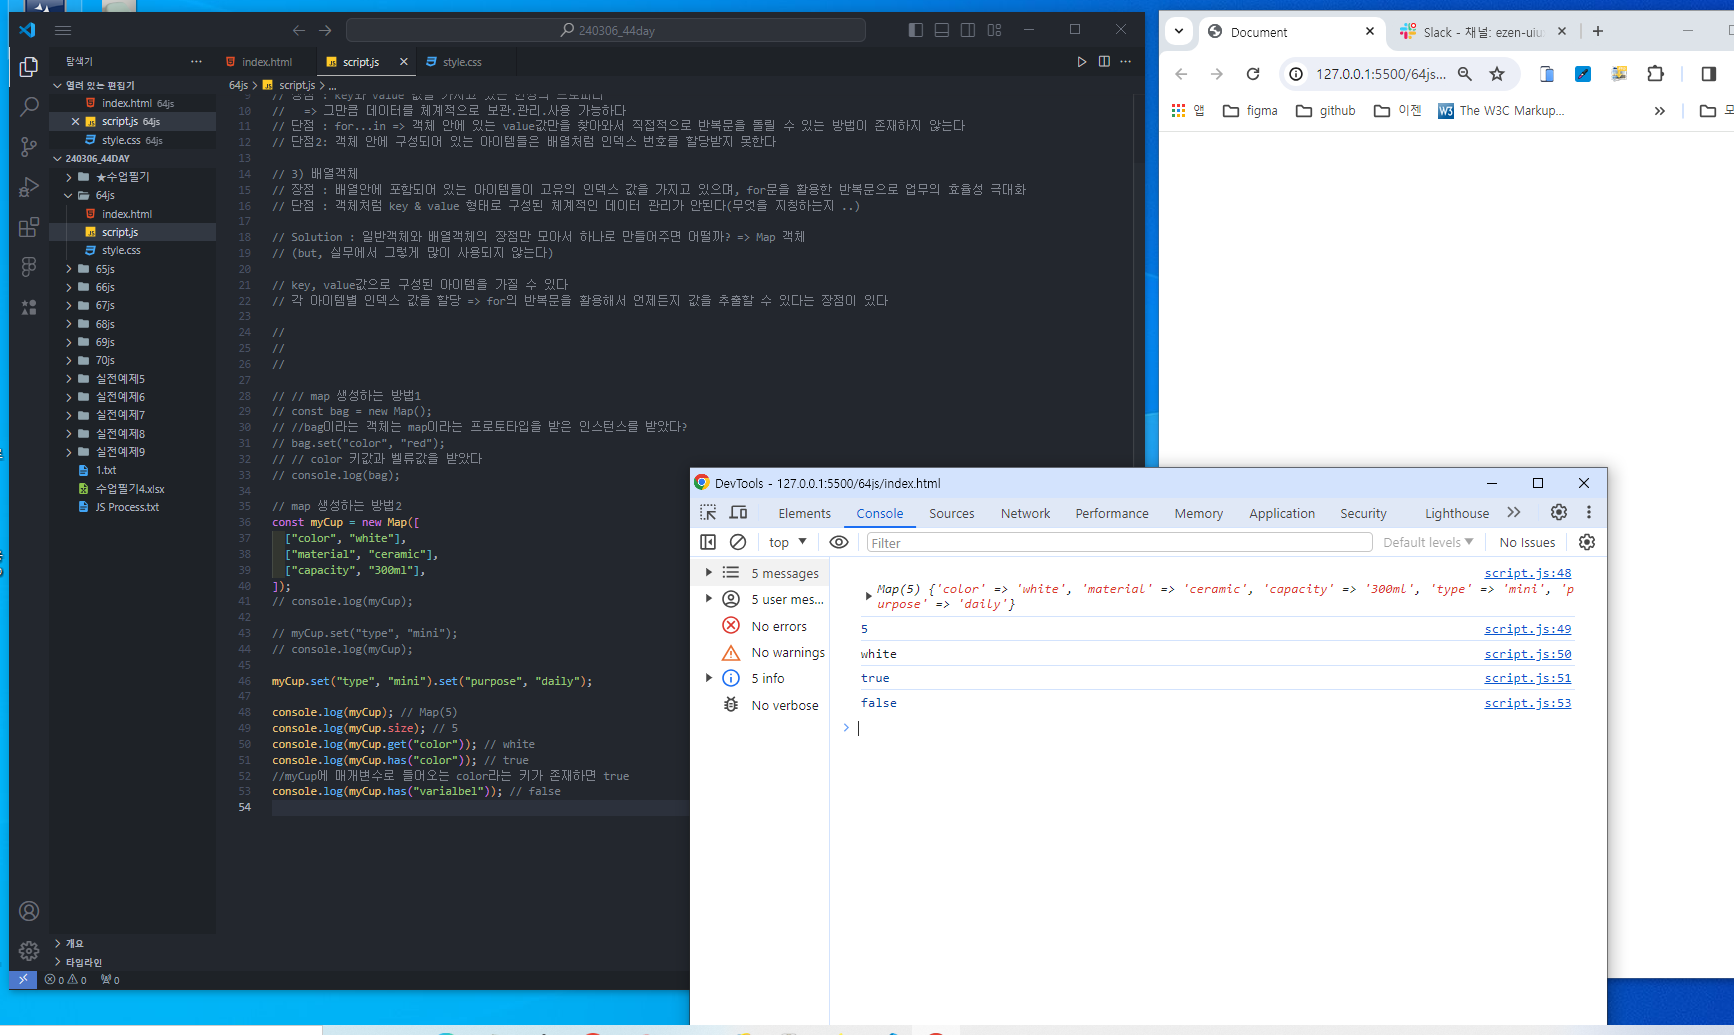 240306_44day
탐색기
index.html
script.js
style.css
열려 있는 편집기
index.html 64js
script.js 64js
style.css 64js
240306_44DAY
★수업필기
64js
index.html
script.js
style.css
65js
66js
67js
68js
69js
70js
실전예제5
실전예제6
실전예제7
실전예제8
실전예제9
1.txt
수업필기4.xlsx
JS Process.txt
개요
타임라인
0 0 0
64js > script.js > ...
10 //   => 그만큼 데이터를 체계적으로 보관.관리.사용 가능하다
11 // 단점 : for...in => 객체 안에 있는 value값만을 찾아와서 직접적으로 반복문을 돌릴 수 있는 방법이 존재하지 않는다
12 // 단점2: 객체 안에 구성되어 있는 아이템들은 배열처럼 인덱스 번호를 할당받지 못한다
13
14 // 3) 배열객체
15 // 장점 : 배열안에 포함되어 있는 아이템들이 고유의 인덱스 값을 가지고 있으며, for문을 활용한 반복문으로 업무의 효율성 극대화
16 // 단점 : 객체처럼 key & value 형태로 구성된 체계적인 데이터 관리가 안된다(무엇을 지칭하는지 ..)
17
18 // Solution : 일반객체와 배열객체의 장점만 모아서 하나로 만들어주면 어떨까? => Map 객체
19 // (but, 실무에서 그렇게 많이 사용되지 않는다)
20
21 // key, value값으로 구성된 아이템을 가질 수 있다
22 // 각 아이템별 인덱스 값을 할당 => for의 반복문을 활용해서 언제든지 값을 추출할 수 있다는 장점이 있다
23
24 //
25 //
26 //
27
28 // // map 생성하는 방법1
29 // const bag = new Map();
30 // //bag이라는 객체는 map이라는 프로토타입을 받은 인스턴스를 받았다?
31 // bag.set("color", "red");
32 // // color 키값과 벨류값을 받았다
33 // console.log(bag);
34
35 // map 생성하는 방법2
36 const myCup = new Map([
37   ["color", "white"],
38   ["material", "ceramic"],
39   ["capacity", "300ml"],
40 ]);
41 // console.log(myCup);
42
43 // myCup.set("type", "mini");
44 // console.log(myCup);
45
46 myCup.set("type", "mini").set("purpose", "daily");
47
48 console.log(myCup); // Map(5)
49 console.log(myCup.size); // 5
50 console.log(myCup.get("color")); // white
51 console.log(myCup.has("color")); // true
52 //myCup에 매개변수로 들어오는 color라는 키가 존재하면 true
53 console.log(myCup.has("varialbel")); // false
54
Document
Slack - 채널: ezen-uiu
127.0.0.1:5500/64js...
앱
figma
github
이젠
The W3C Markup...
DevTools - 127.0.0.1:5500/64js/index.html
Elements Console Sources Network Performance Memory Application Security Lighthouse
top Filter Default levels No Issues
5 messages
5 user mes...
No errors
No warnings
5 info
No verbose
script.js:48
Map(5) {'color' => 'white', 'material' => 'ceramic', 'capacity' => '300ml', 'type' => 'mini', 'p
urpose' => 'daily'}
5 script.js:49
white script.js:50
true script.js:51
false script.js:53